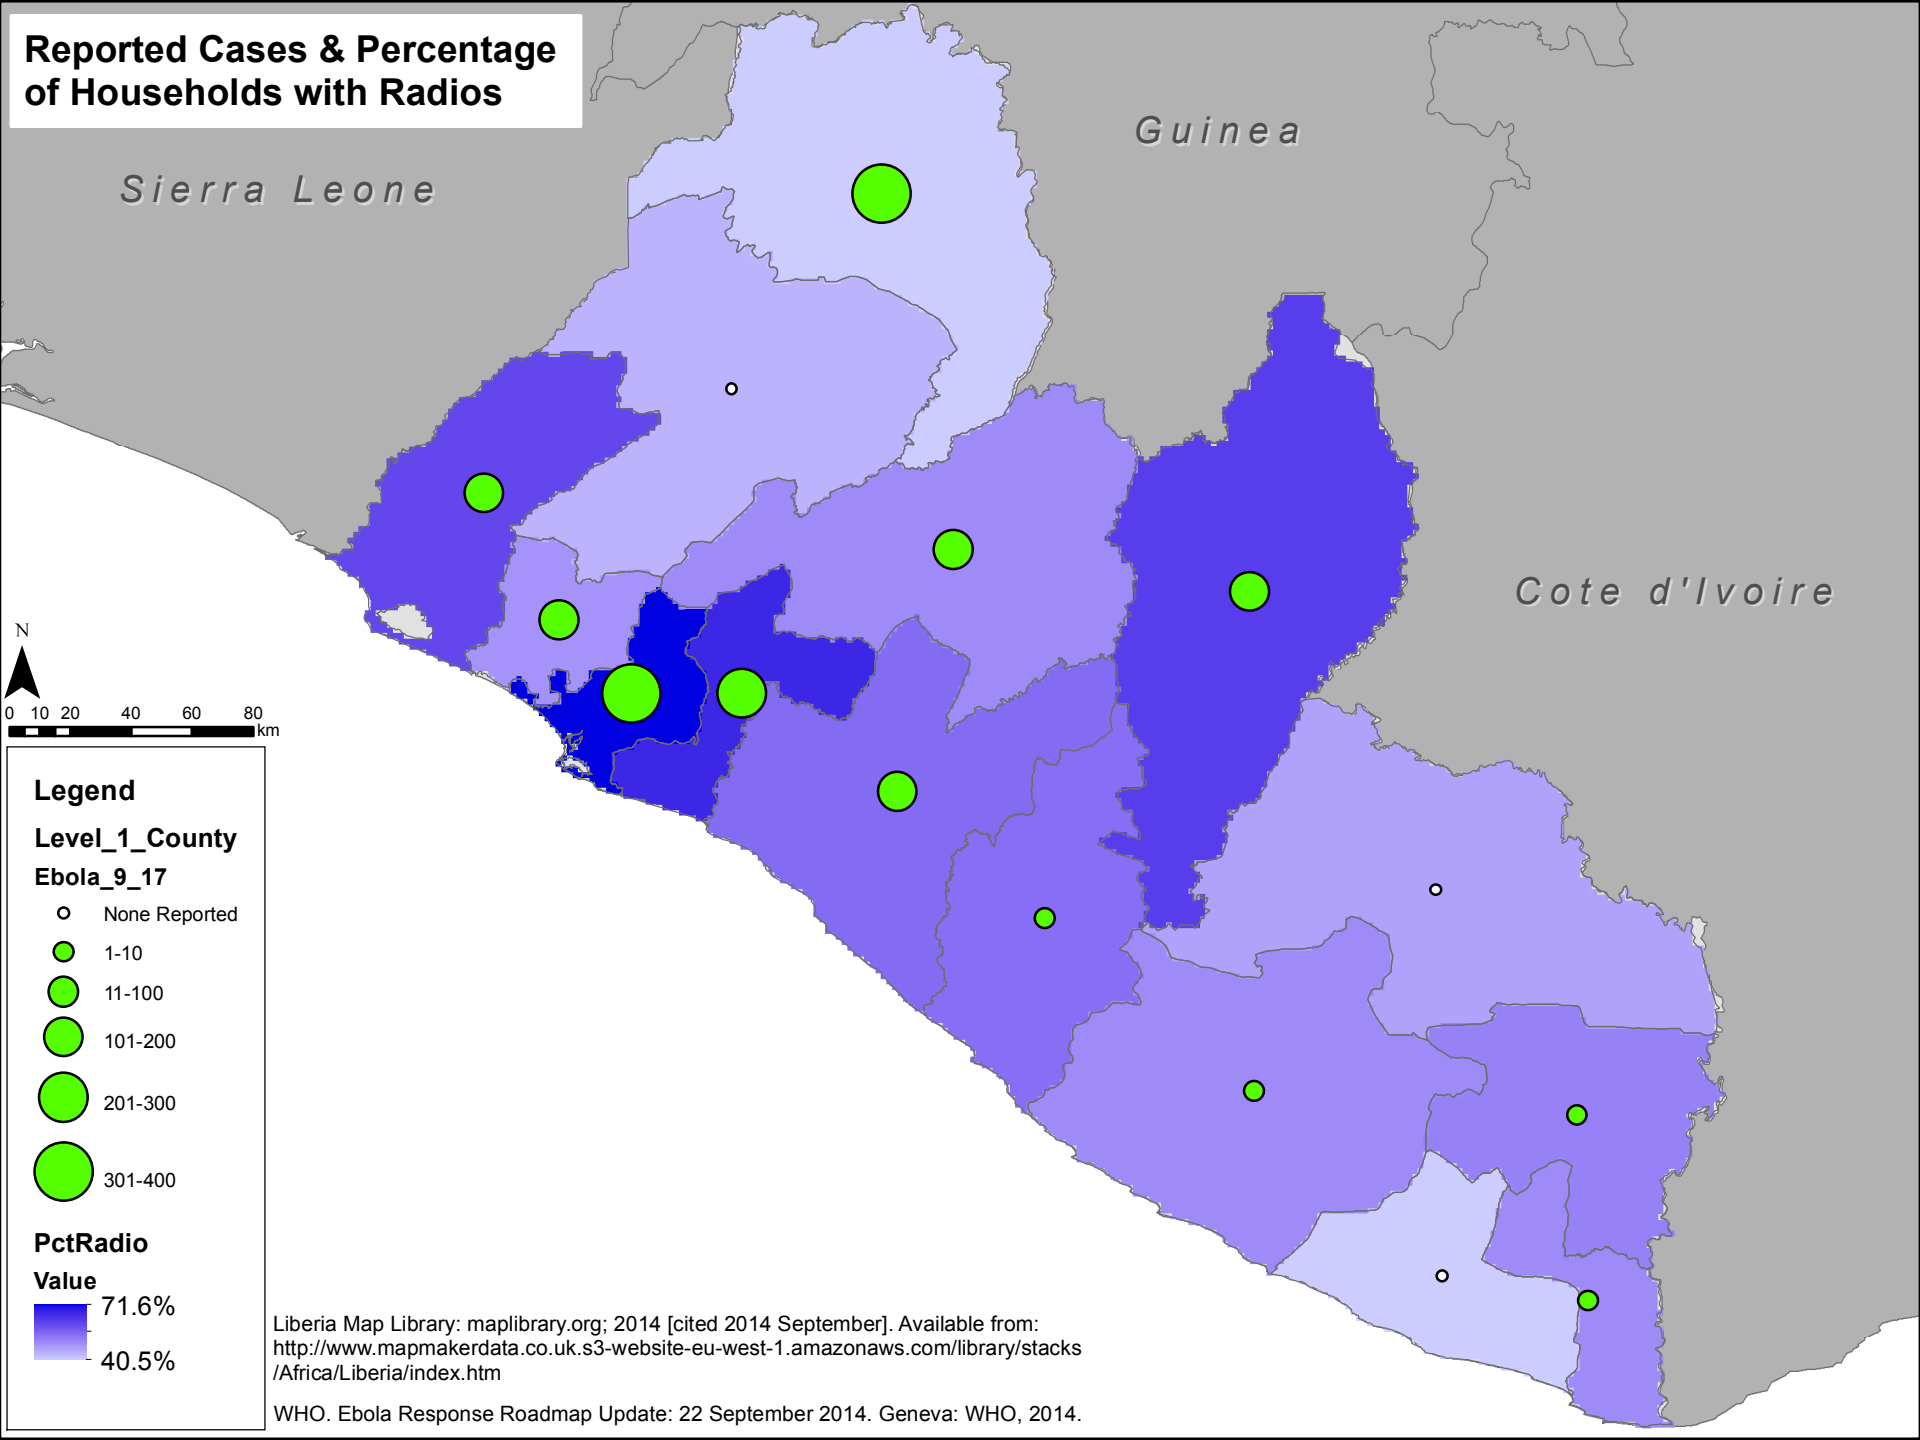 Reported Cases & Percentage
of Households with Radios
Guinea
Sierra Leone
Cote d'Ivoire
N
0 10 20 40 60 80
km
Legend
Level_1_County
Ebola_9_17
None Reported
1-10
11-100
101-200
201-300
301-400
PctRadio
Value
71.6%
40.5%
Liberia Map Library: maplibrary.org; 2014 [cited 2014 September]. Available from:
http://www.mapmakerdata.co.uk.s3-website-eu-west-1.amazonaws.com/library/stacks
/Africa/Liberia/index.htm
WHO. Ebola Response Roadmap Update: 22 September 2014. Geneva: WHO, 2014.